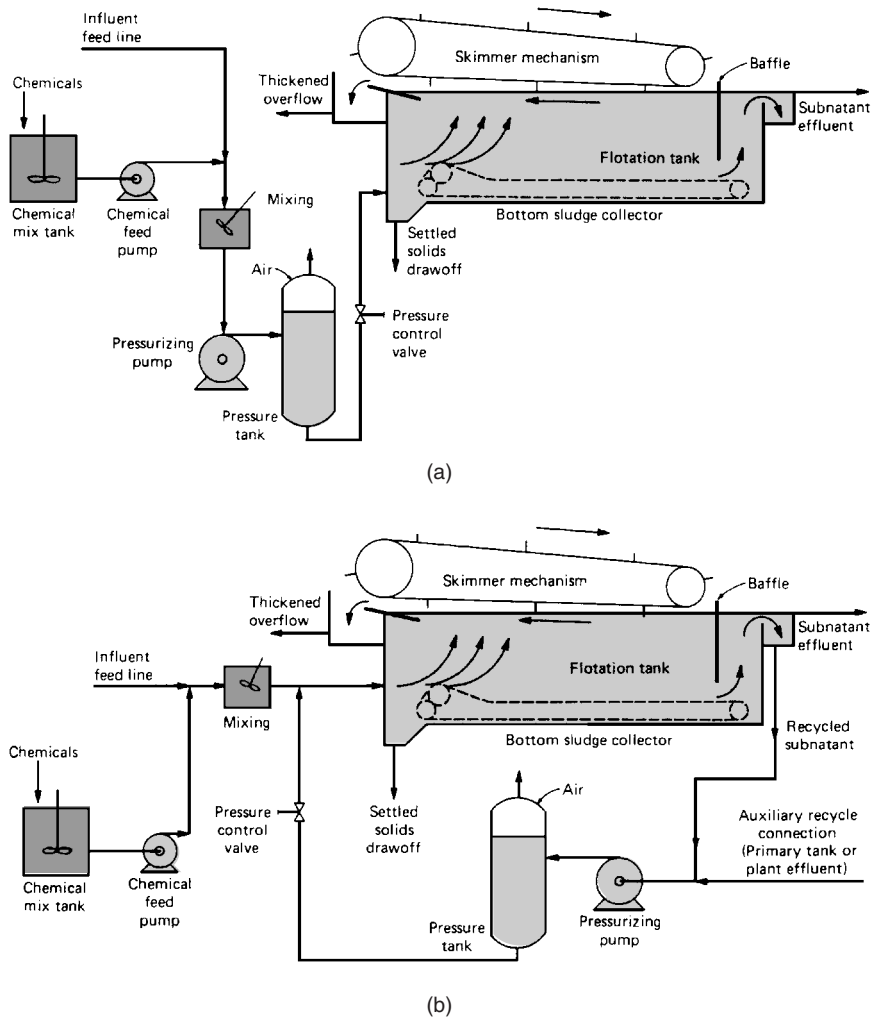 Influent
feed line
Chemicals
Skimmer mechanism
Baffle
Thickened
overflow
Subnatant
effluent
Flotation tank
Chemical
mix tank
Chemical
feed
pump
Mixing
Bottom sludge collector
Settled
solids
drawoff
Air
Pressurizing
pump
Pressure
control
valve
Pressure
tank
(a)
Skimmer mechanism
Baffle
Thickened
overflow
Subnatant
effluent
Influent
feed line
Flotation tank
Mixing
Bottom sludge collector
Recycled
subnatant
Chemicals
Pressure
control
valve
Settled
solids
drawoff
Air
Auxiliary recycle
connection
(Primary tank or
plant effluent)
Chemical
mix tank
Chemical
feed
pump
Pressure
tank
Pressurizing
pump
(b)